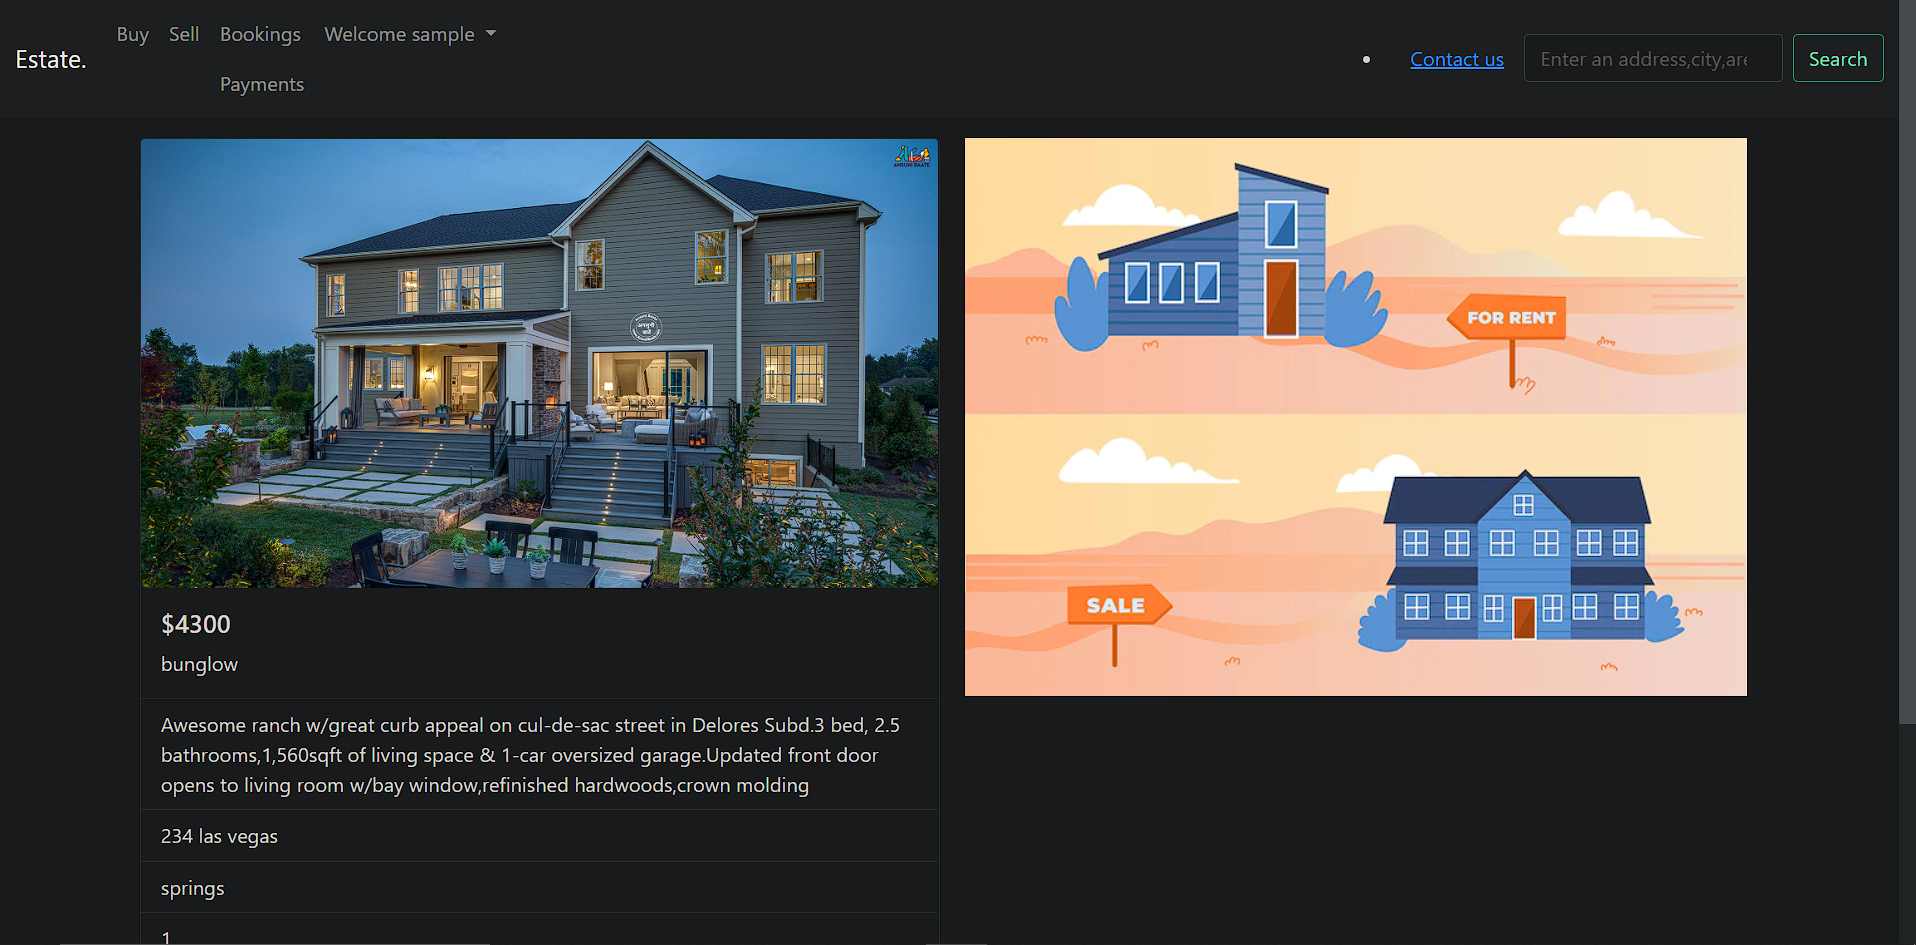 Estate.
Buy
Sell
Bookings
Payments
Welcome sample
Contact us
Enter an address,city,are
Search
ANSUNI BAATE
अनसुनी
बातें
FOR RENT
SALE
$4300
bunglow
Awesome ranch w/great curb appeal on cul-de-sac street in Delores Subd.3 bed, 2.5
bathrooms,1,560sqft of living space & 1-car oversized garage.Updated front door
opens to living room w/bay window,refinished hardwoods,crown molding
234 las vegas
springs
1